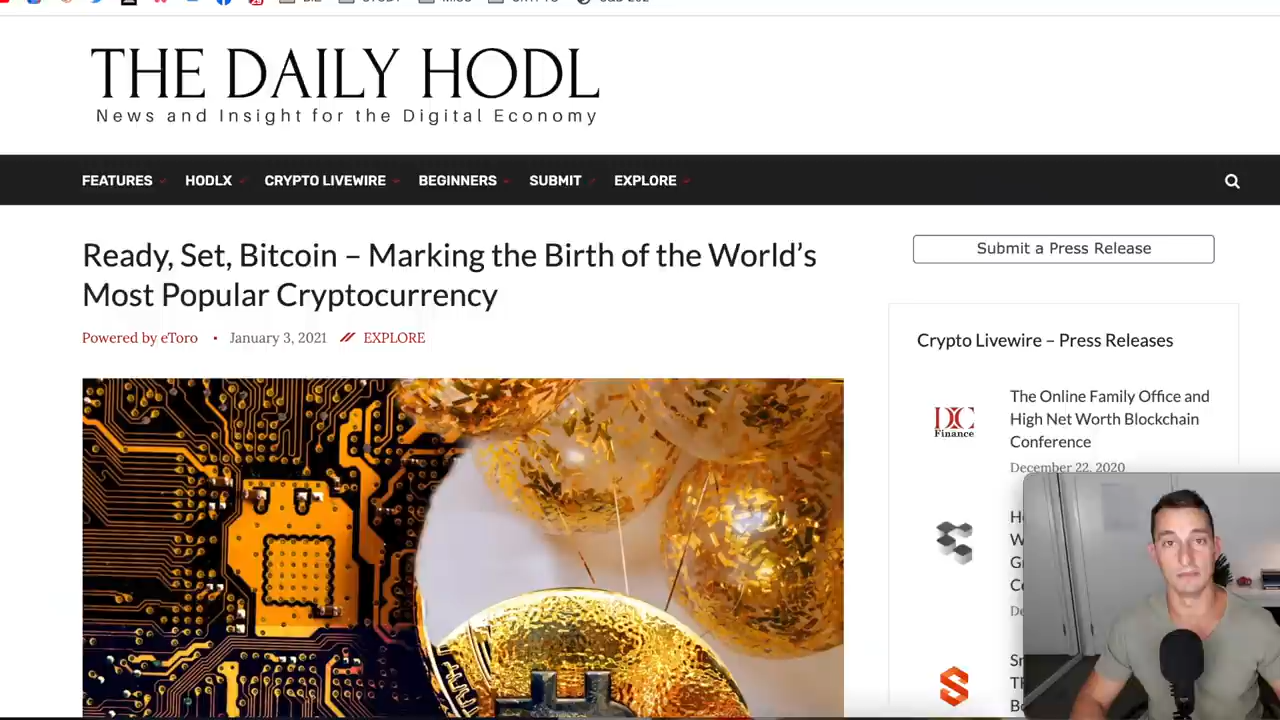 THE DAILY HODL
News and Insight for the Digital Economy
FEATURES HODLX CRYPTO LIVEWIRE BEGINNERS SUBMIT EXPLORE
Ready, Set, Bitcoin – Marking the Birth of the World’s
Most Popular Cryptocurrency
Powered by eToro • January 3, 2021 // EXPLORE
Submit a Press Release
Crypto Livewire – Press Releases
DC
Finance
The Online Family Office and
High Net Worth Blockchain
Conference
December 22, 2020